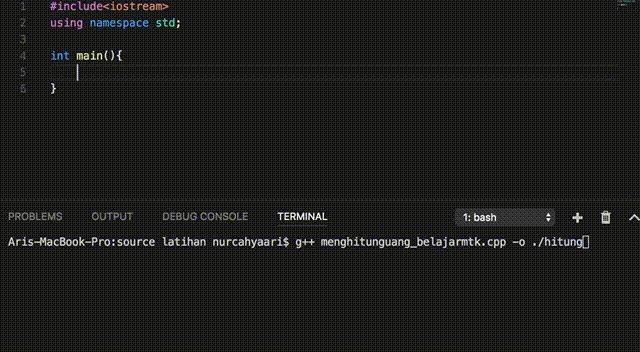 1 #include<iostream>
2 using namespace std;
3
4 int main(){
5
6 }
PROBLEMS OUTPUT DEBUG CONSOLE TERMINAL 1: bash
Aris-MacBook-Pro:source latihan nurcahyaari$ g++ menghitunguang_belajarmtk.cpp -o ./hitung